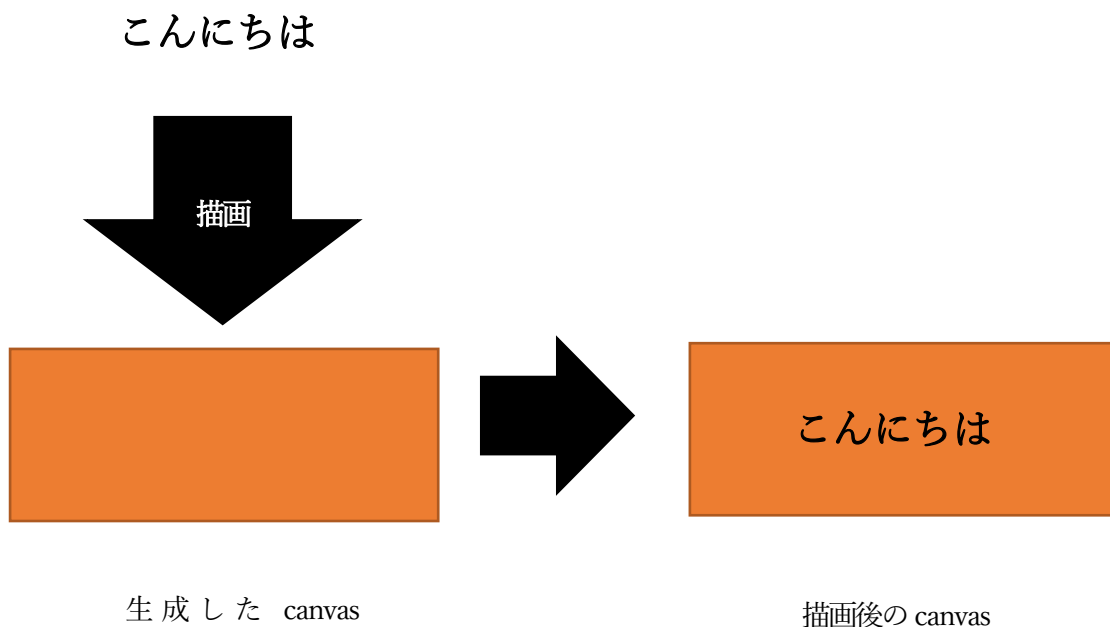 こんにちは
描画
こんにちは
生成した canvas
描画後の canvas